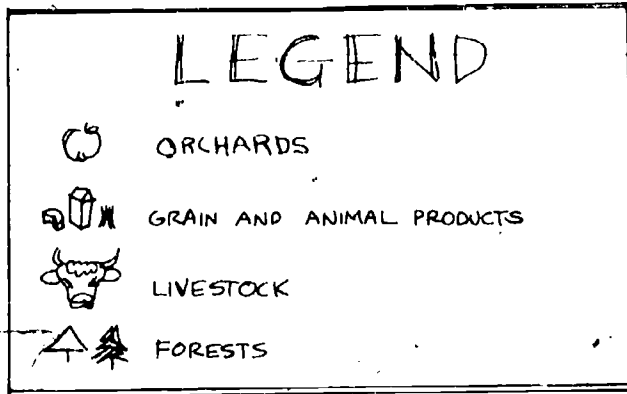 LEGEND
ORCHARDS
GRAIN AND ANIMAL PRODUCTS
LIVESTOCK
FORESTS